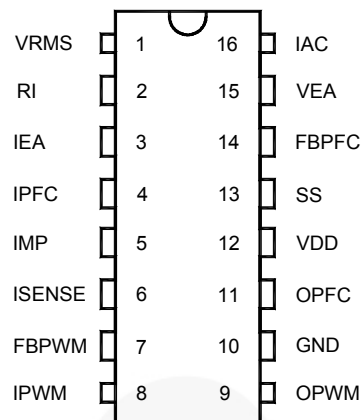 VRMS 1 16 IAC
RI 2 15 VEA
IEA 3 14 FBPFC
IPFC 4 13 SS
IMP 5 12 VDD
ISENSE 6 11 OPFC
FBPWM 7 10 GND
IPWM 8 9 OPWM